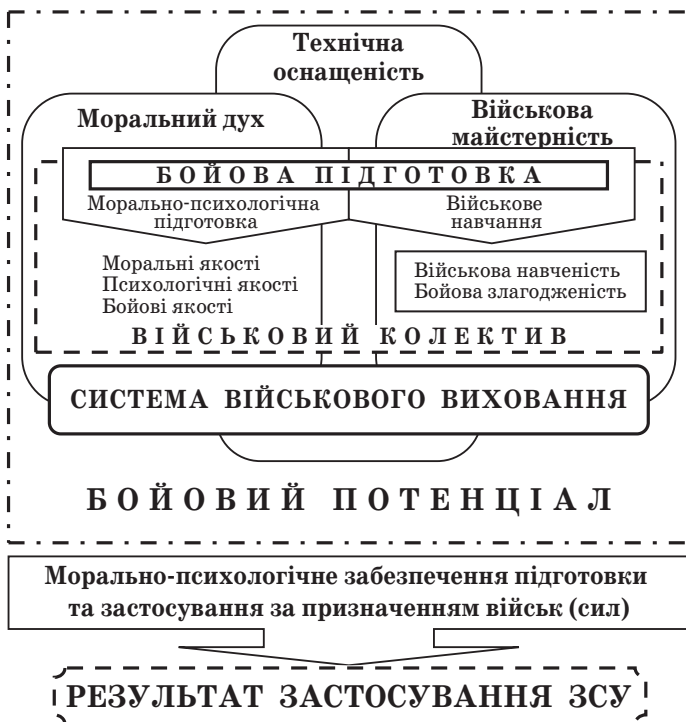 Технічна
оснащеність
Моральний дух
Військова
майстерність
БОЙОВА ПІДГОТОВКА
Морально-психологічна
підготовка
Військове
навчання
Моральні якості
Психологічні якості
Бойові якості
Військова навченість
Бойова злагодженість
ВІЙСЬКОВИЙ КОЛЕКТИВ
СИСТЕМА ВІЙСЬКОВОГО ВИХОВАННЯ
БОЙОВИЙ ПОТЕНЦІАЛ
Морально-психологічне забезпечення підготовки
та застосування за призначенням військ (сил)
РЕЗУЛЬТАТ ЗАСТОСУВАННЯ ЗСУ